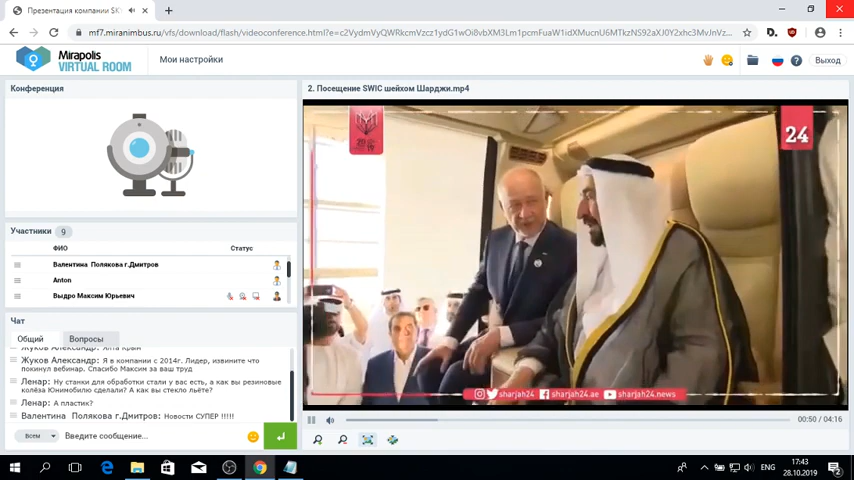 Презентация компании $K
mf7.miranimbus.ru/vfs/download/flash/videoconference.html?e=c2VydmVyQWRkcmVzcz1ydG1wOi8vbXM3Lm1pcmFuaW1idXMucnU6MTkzNS92aXJ0Y2xhc3MvJnVz...
Mirapolis
VIRTUAL ROOM
Мои настройки
Выход
Конференция
Участники 9
ФИО Статус
Валентина Полякова г.Дмитров
Anton
Выдро Максим Юрьевич
Чат
Общий Вопросы
Жуков Александр: Я в компании с 2014г. Лидер, извините что
покинул вебинар. Спасибо Максим за ваш труд
Ленар: Ну станки для обработки стали у вас есть, а как вы резиновые
колёза Юнимобилю сделали? А как вы стекло льёте?
Ленар: А пластик?
Валентина Полякова г.Дмитров: Новости СУПЕР !!!!!
Всем Введите сообщение...
2. Посещение SWIC шейхом Шарджи.mp4
24
sharjah24 sharjah24.ae sharjah24.news
00:50 / 04:16
ENG
17:43
28.10.2019
2